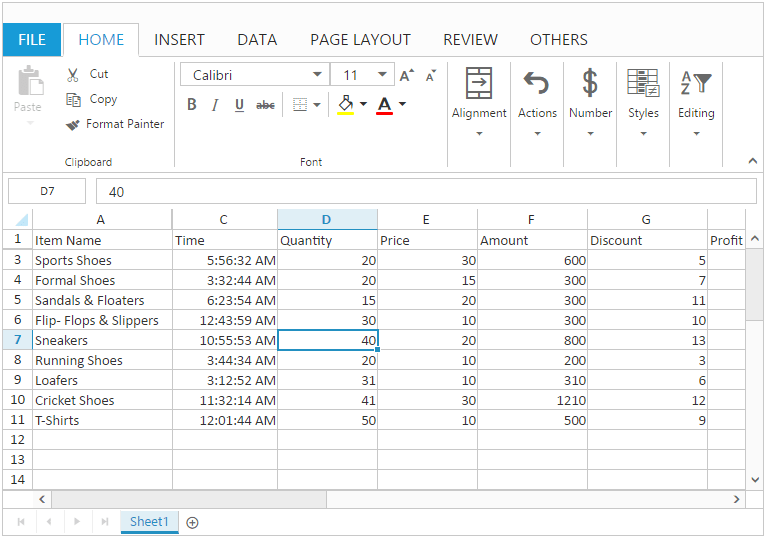 FILE HOME INSERT DATA PAGE LAYOUT REVIEW OTHERS
Paste
Cut
Copy
Format Painter
Clipboard
Calibri 11 A A
B I U abc A
Font
Alignment
Actions
$
Number
Styles
A
Z
Editing
D7 40
A C D E F G
1 Item Name Time Quantity Price Amount Discount Profit
3 Sports Shoes 5:56:32 AM 20 30 600 5
4 Formal Shoes 3:32:44 AM 20 15 300 7
5 Sandals & Floaters 6:23:54 AM 15 20 300 11
6 Flip- Flops & Slippers 12:43:59 AM 30 10 300 10
7 Sneakers 10:55:53 AM 40 20 800 13
8 Running Shoes 3:44:34 AM 20 10 200 3
9 Loafers 3:12:52 AM 31 10 310 6
10 Cricket Shoes 11:32:14 AM 41 30 1210 12
11 T-Shirts 12:01:44 AM 50 10 500 9
12
13
14
Sheet1